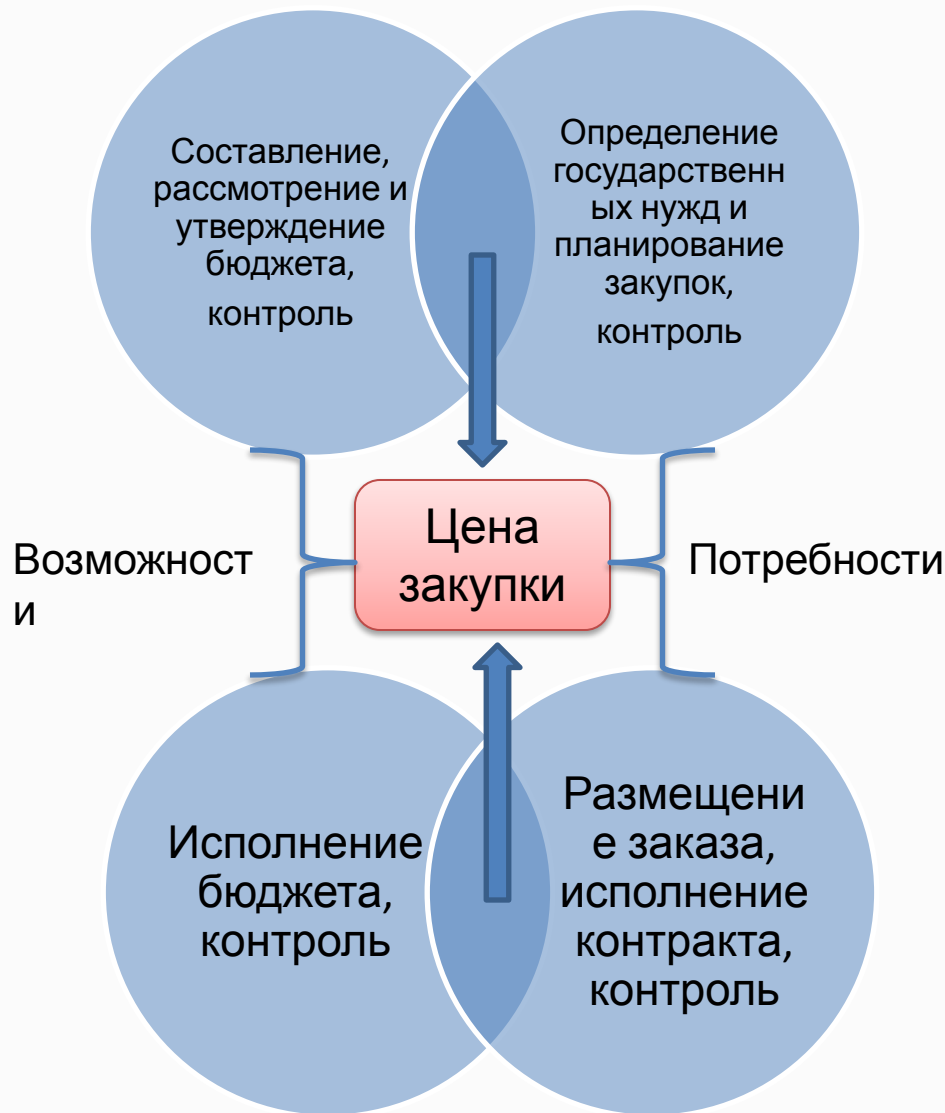 Составление,
рассмотрение и
утверждение
бюджета,
контроль
Определение
государственн
ых нужд и
планирование
закупок,
контроль
Цена
закупки
Возможност
и
Потребности
Исполнение
бюджета,
контроль
Размещени
е заказа,
исполнение
контракта,
контроль